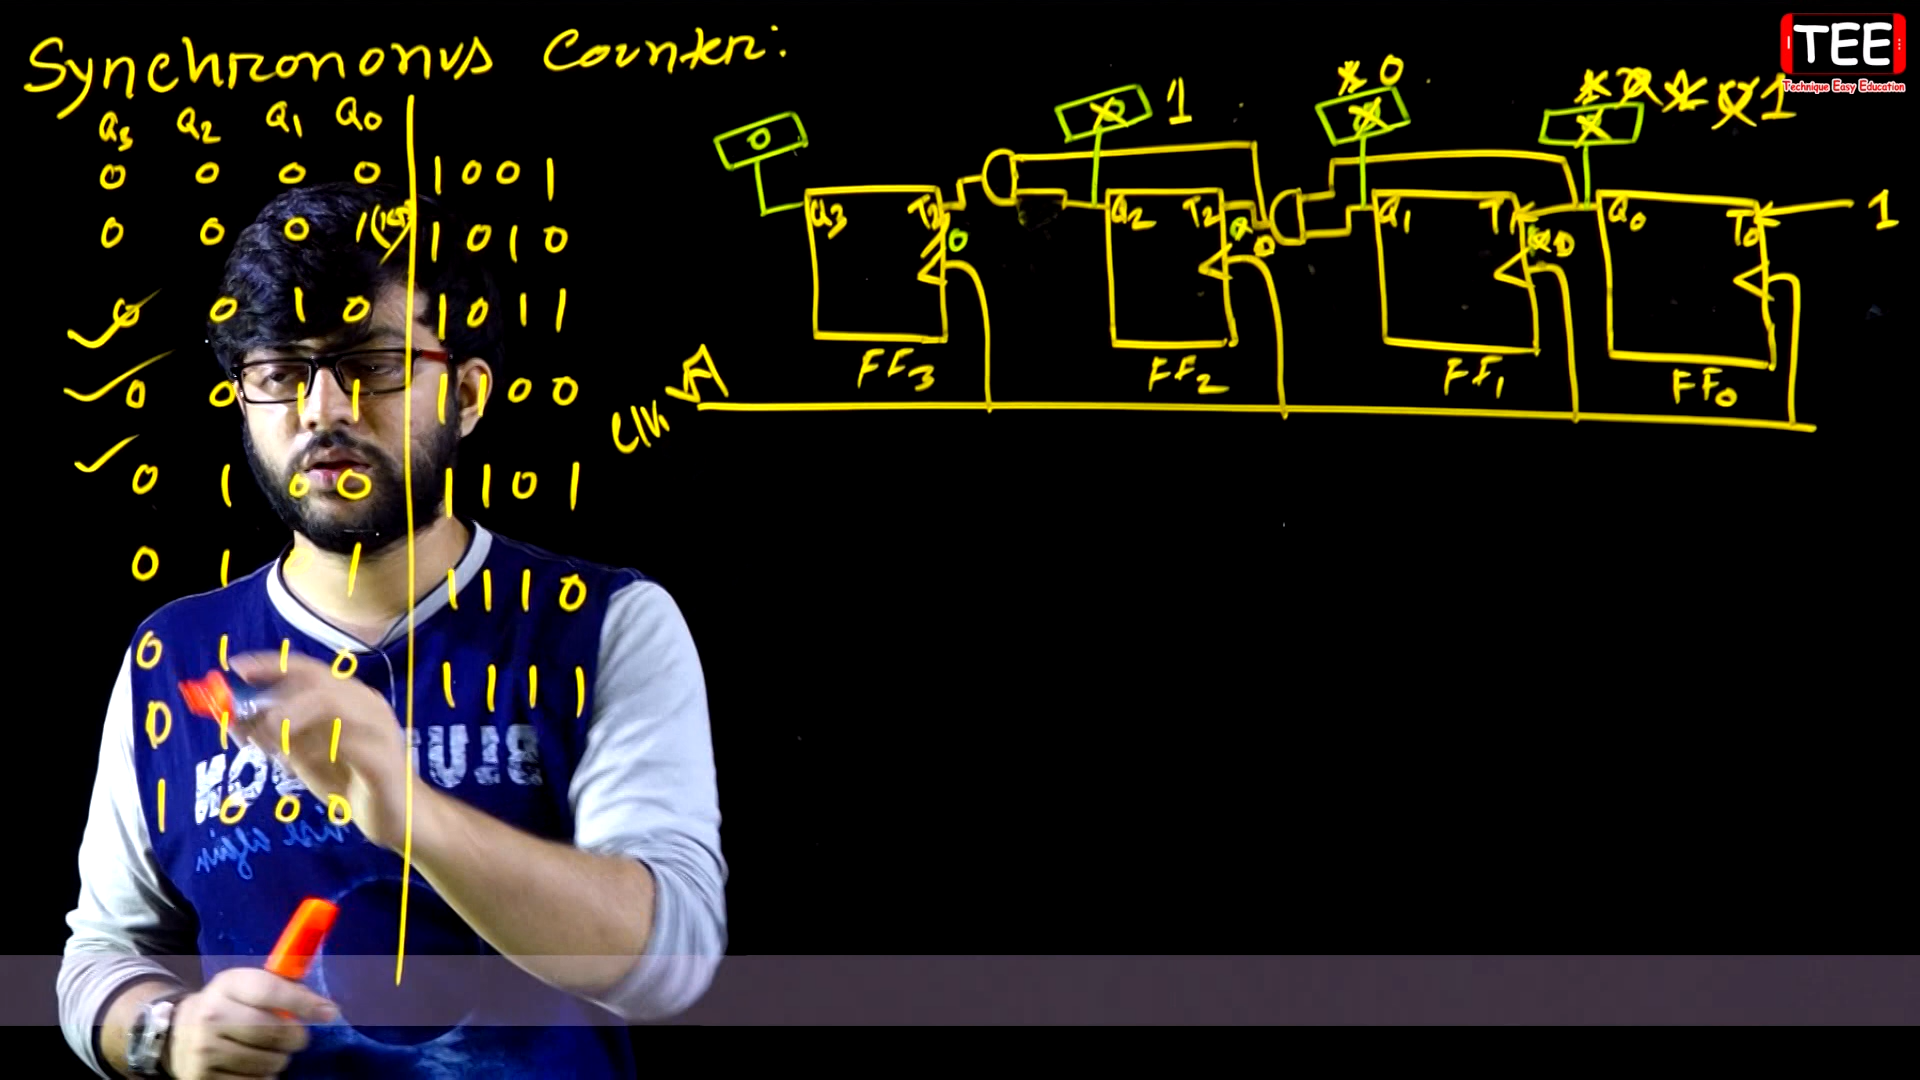 Synchrononus Counter:
Q3 Q2 Q1 Q0
0 0 0 0 1001
0 0 0 1 1010
0 0 1 0 1011
0 0 1 1 1100
0 1 0 0 1101
0 1 0 1 1110
0 1 1 0 1111
0 1 1 1
1 0 0 0
TEE
Technique Easy Education
0 1 0 1
Q3 T3 Q2 T2 Q1 T1 Q0 T0 1
FF3 FF2 FF1 FF0
Clk